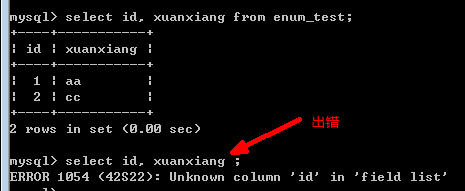 mysql> select id, xuanxiang from enum_test;
+----+-----------+
¦ id ¦ xuanxiang ¦
+----+-----------+
¦  1 ¦ aa        ¦
¦  2 ¦ cc        ¦
+----+-----------+
2 rows in set (0.00 sec)
出错
mysql> select id, xuanxiang ;
ERROR 1054 (42S22): Unknown column 'id' in 'field list'